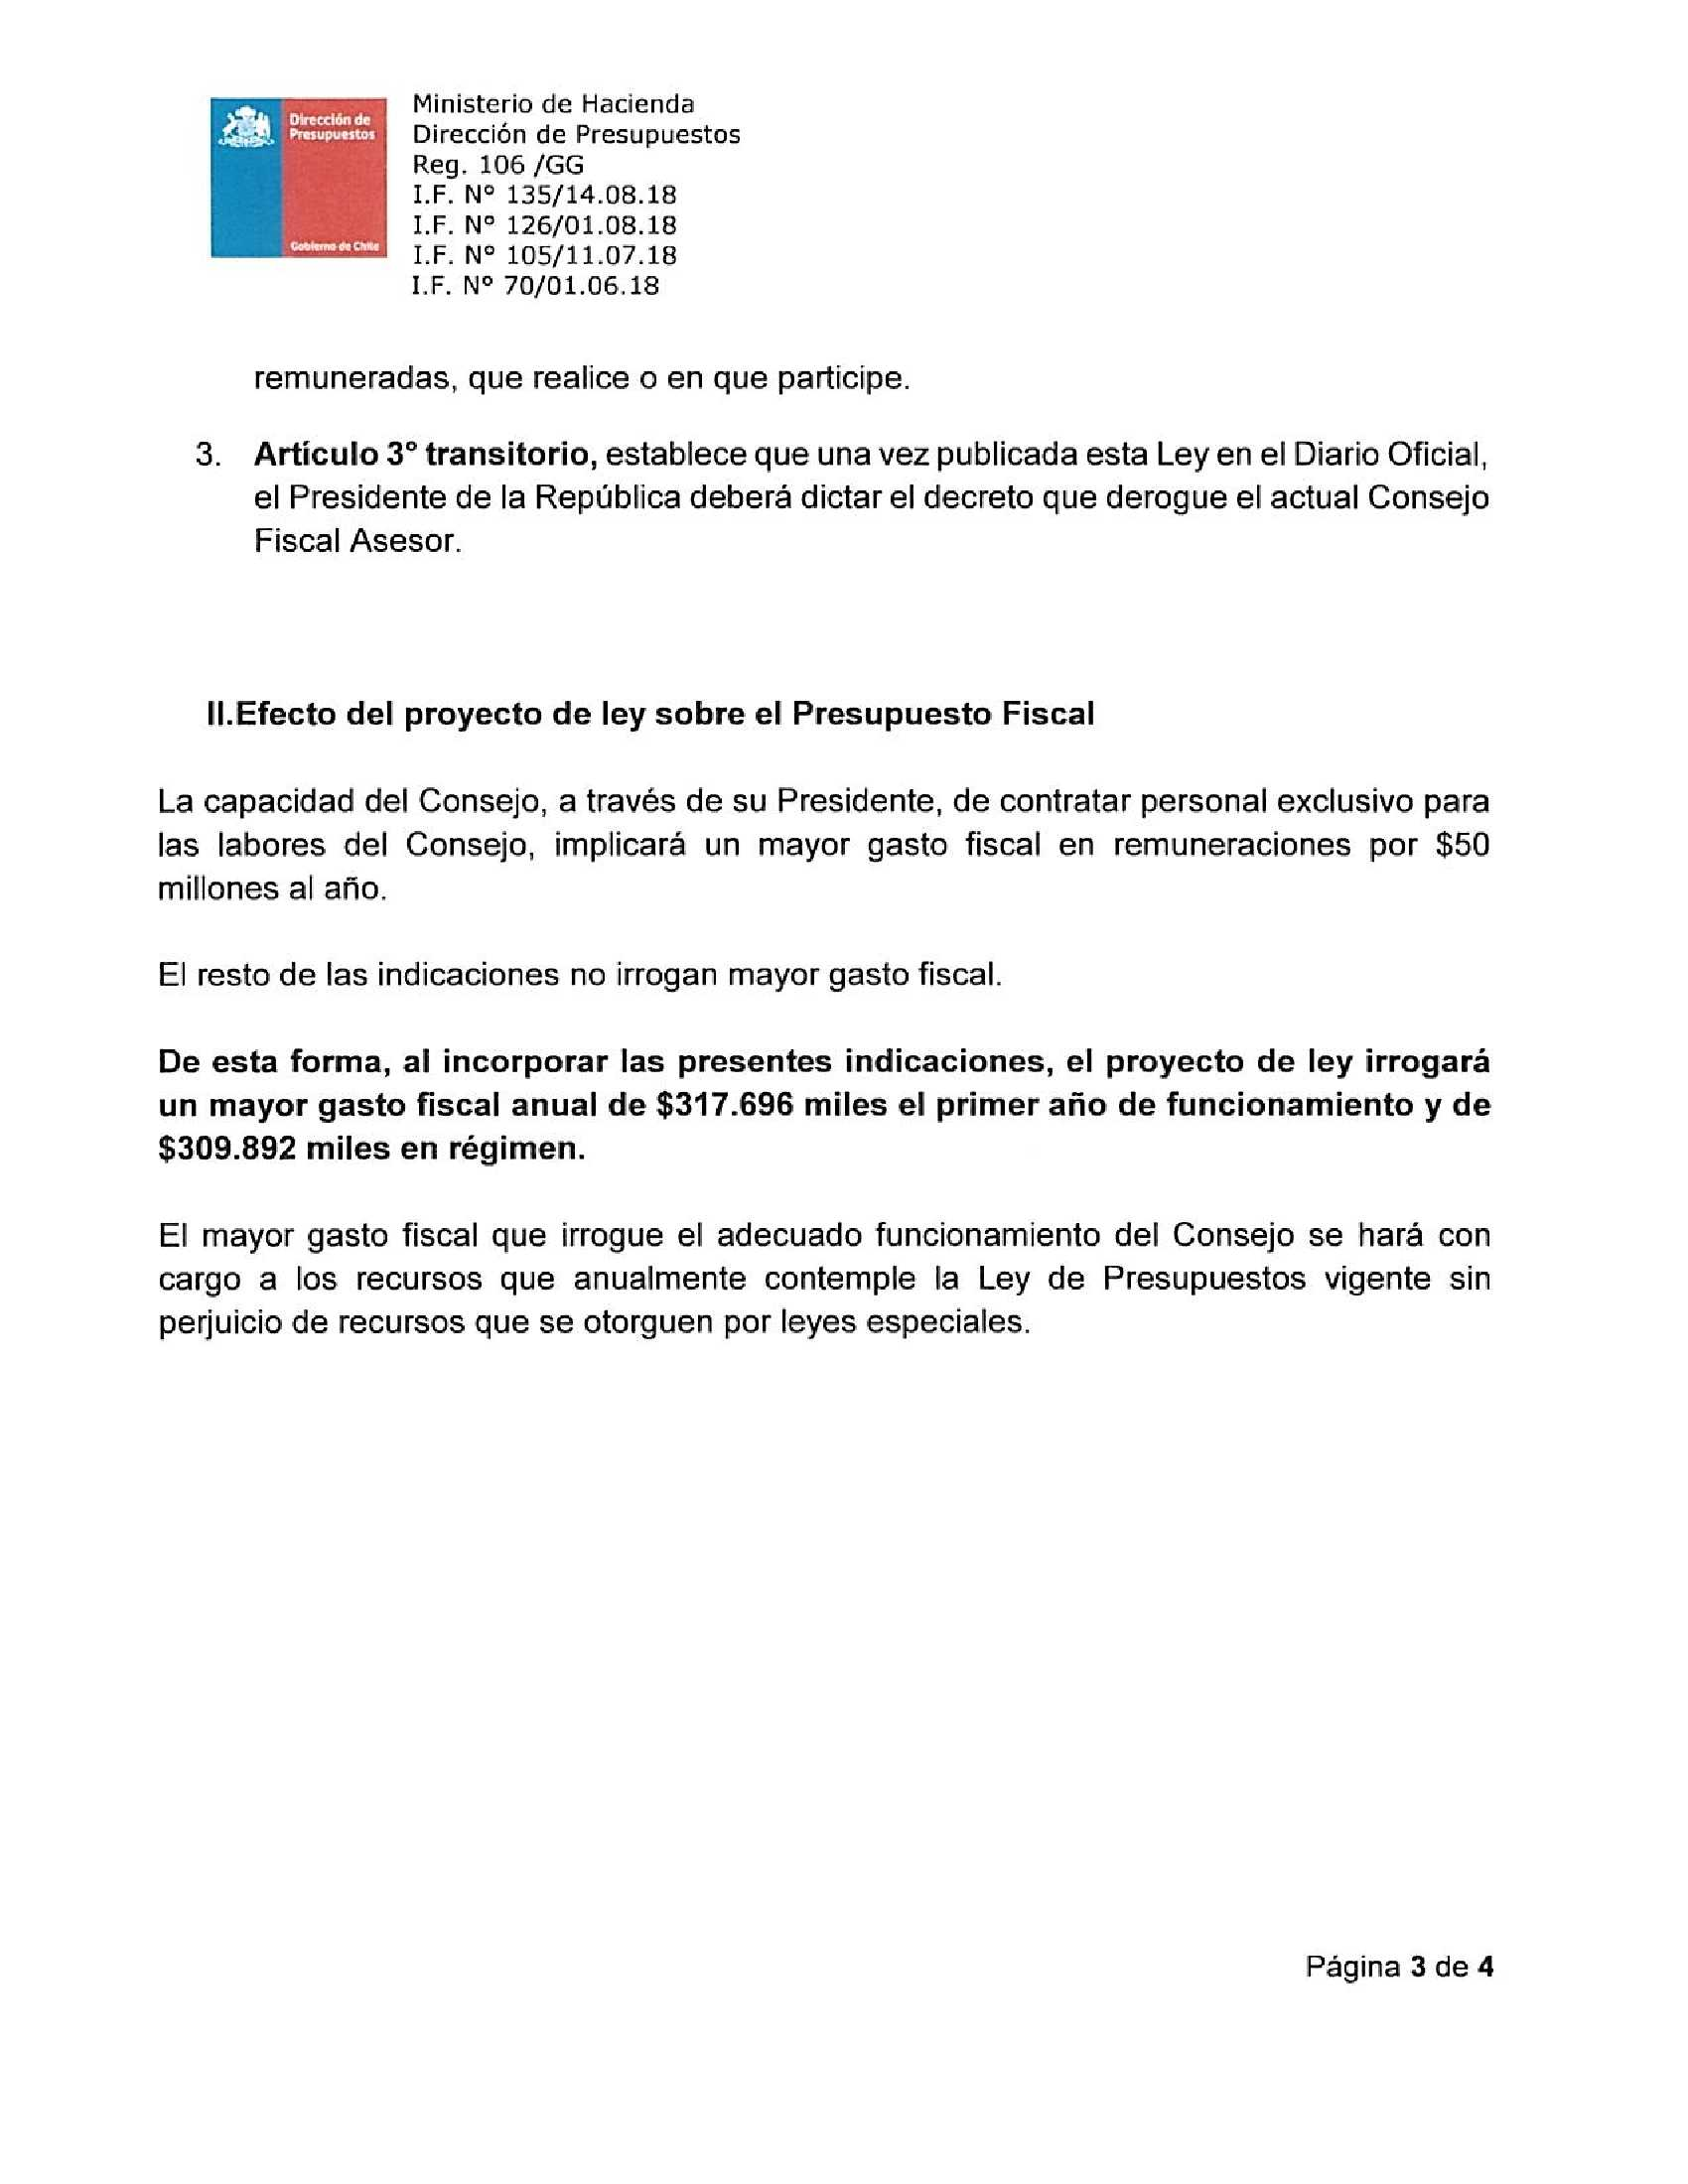 Dirección de
Presupuestos
Gobierno de Chile
Ministerio de Hacienda
Dirección de Presupuestos
Reg. 106 /GG
I.F. Nº 135/14.08.18
I.F. Nº 126/01.08.18
I.F. Nº 105/11.07.18
I.F. Nº 70/01.06.18
remuneradas, que realice o en que participe.
3. Artículo 3° transitorio, establece que una vez publicada esta Ley en el Diario Oficial,
el Presidente de la República deberá dictar el decreto que derogue el actual Consejo
Fiscal Asesor.
II.Efecto del proyecto de ley sobre el Presupuesto Fiscal
La capacidad del Consejo, a través de su Presidente, de contratar personal exclusivo para
las labores del Consejo, implicará un mayor gasto fiscal en remuneraciones por $50
millones al año.
El resto de las indicaciones no irrogan mayor gasto fiscal.
De esta forma, al incorporar las presentes indicaciones, el proyecto de ley irrogará
un mayor gasto fiscal anual de $317.696 miles el primer año de funcionamiento y de
$309.892 miles en régimen.
El mayor gasto fiscal que irrogue el adecuado funcionamiento del Consejo se hará con
cargo a los recursos que anualmente contemple la Ley de Presupuestos vigente sin
perjuicio de recursos que se otorguen por leyes especiales.
Página 3 de 4